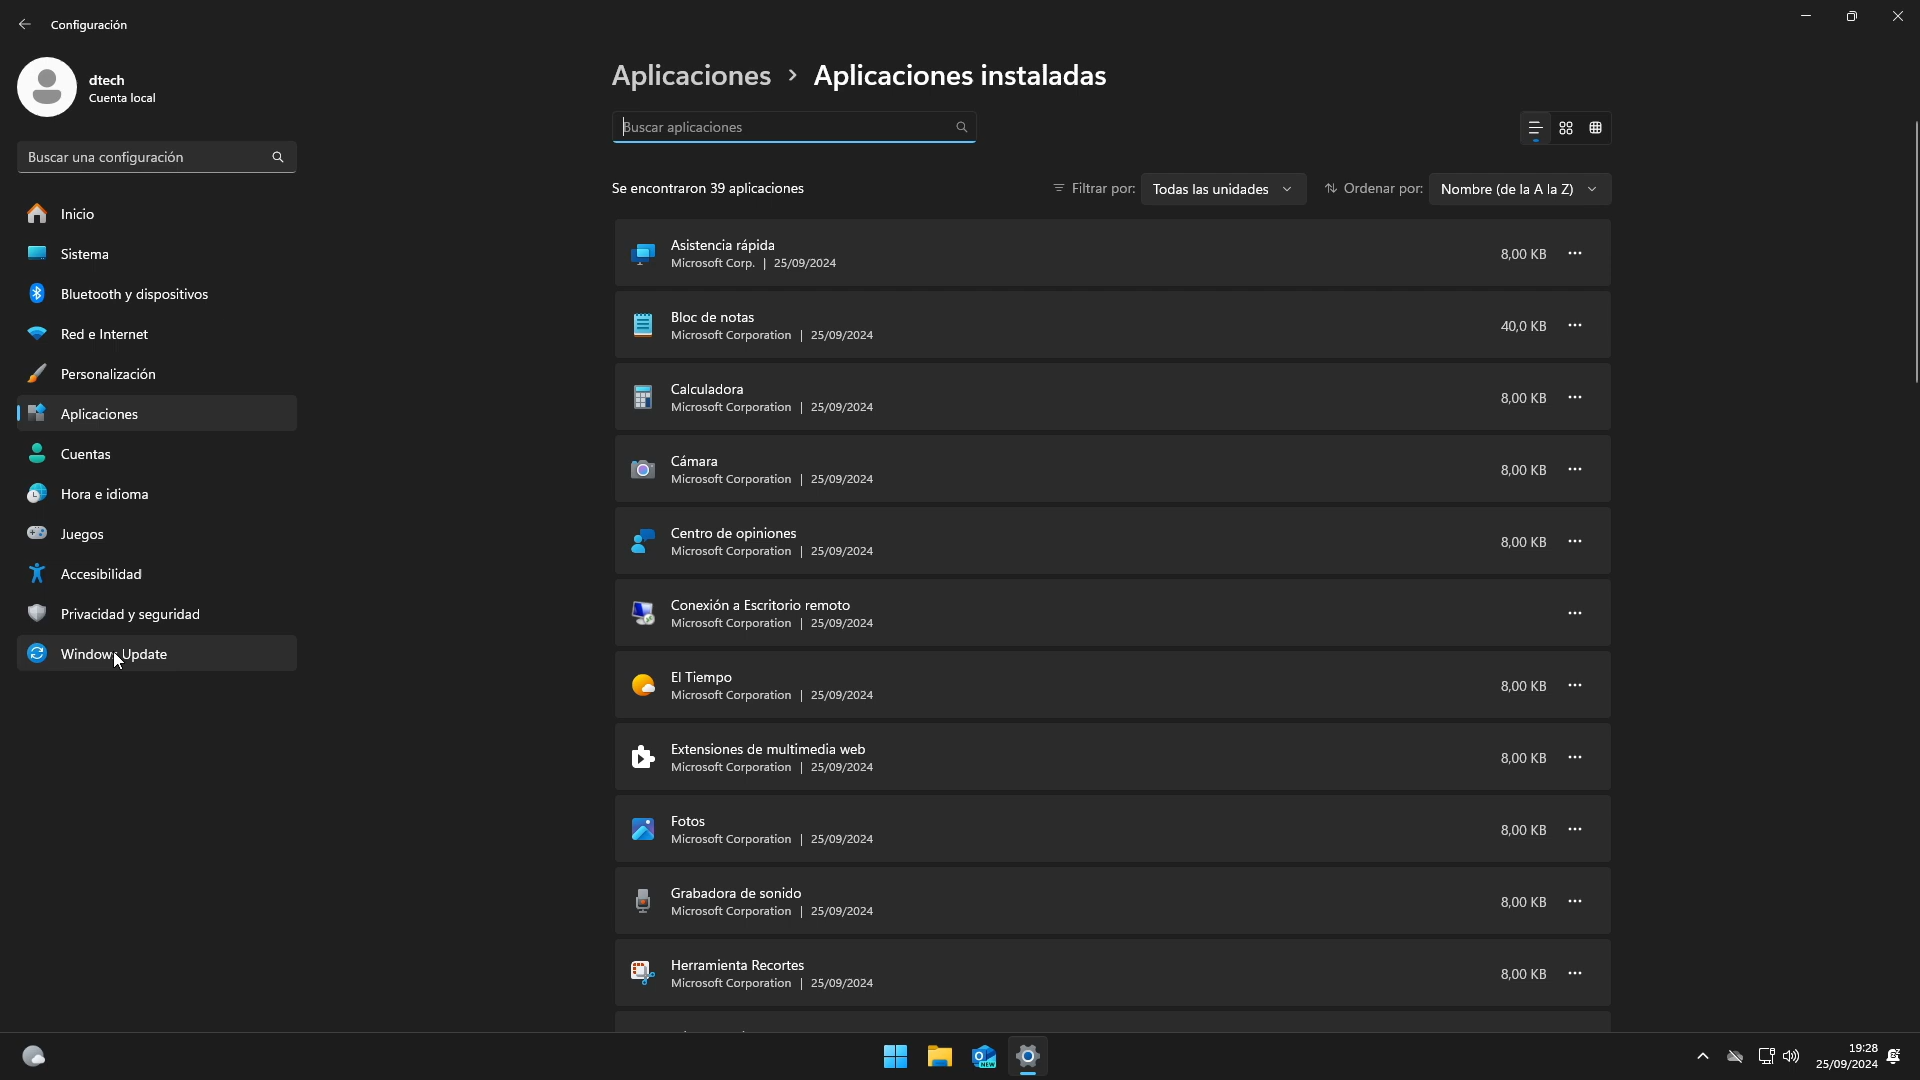 Configuración
dtech
Cuenta local
Buscar una configuración
Inicio
Sistema
Bluetooth y dispositivos
Red e Internet
Personalización
Aplicaciones
Cuentas
Hora e idioma
Juegos
Accesibilidad
Privacidad y seguridad
Windows Update
Aplicaciones > Aplicaciones instaladas
Buscar aplicaciones
Se encontraron 39 aplicaciones
Filtrar por: Todas las unidades
Ordenar por: Nombre (de la A la Z)
Asistencia rápida
Microsoft Corp. | 25/09/2024
8,00 KB
Bloc de notas
Microsoft Corporation | 25/09/2024
40,0 KB
Calculadora
Microsoft Corporation | 25/09/2024
8,00 KB
Cámara
Microsoft Corporation | 25/09/2024
8,00 KB
Centro de opiniones
Microsoft Corporation | 25/09/2024
8,00 KB
Conexión a Escritorio remoto
Microsoft Corporation | 25/09/2024
El Tiempo
Microsoft Corporation | 25/09/2024
8,00 KB
Extensiones de multimedia web
Microsoft Corporation | 25/09/2024
8,00 KB
Fotos
Microsoft Corporation | 25/09/2024
8,00 KB
Grabadora de sonido
Microsoft Corporation | 25/09/2024
8,00 KB
Herramienta Recortes
Microsoft Corporation | 25/09/2024
8,00 KB
NEW
19:28
25/09/2024